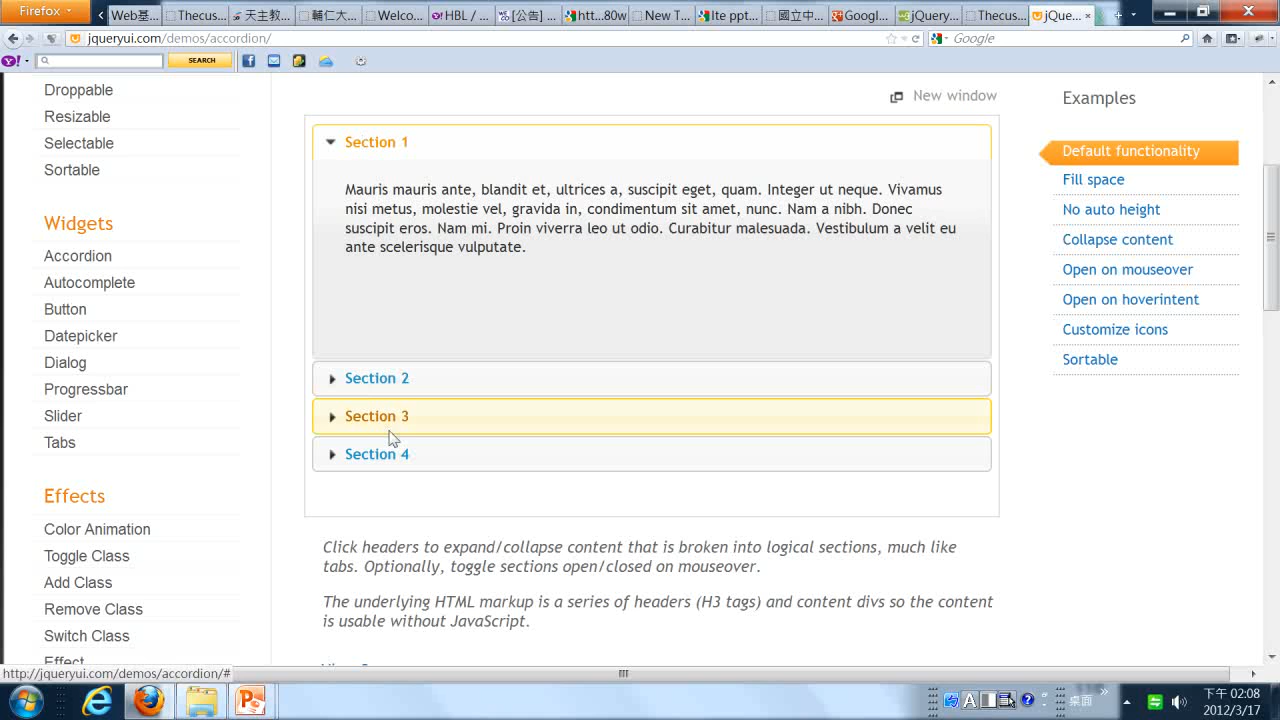 Firefox
Web基...
Thecus...
天主教...
輔仁大...
Welco...
HBL ...
[公告] ...
htt...80w
New T...
lte ppt...
國立中...
Googl...
jQuery...
Thecus...
jQue...
jqueryui.com/demos/accordion/
Google
SEARCH
Droppable
Resizable
Selectable
Sortable
Widgets
Accordion
Autocomplete
Button
Datepicker
Dialog
Progressbar
Slider
Tabs
Effects
Color Animation
Toggle Class
Add Class
Remove Class
Switch Class
Effect
New window
Section 1
Mauris mauris ante, blandit et, ultrices a, suscipit eget, quam. Integer ut neque. Vivamus
nisi metus, molestie vel, gravida in, condimentum sit amet, nunc. Nam a nibh. Donec
suscipit eros. Nam mi. Proin viverra leo ut odio. Curabitur malesuada. Vestibulum a velit eu
ante scelerisque vulputate.
Section 2
Section 3
Section 4
Click headers to expand/collapse content that is broken into logical sections, much like
tabs. Optionally, toggle sections open/closed on mouseover.
The underlying HTML markup is a series of headers (H3 tags) and content divs so the content
is usable without JavaScript.
Examples
Default functionality
Fill space
No auto height
Collapse content
Open on mouseover
Open on hoverintent
Customize icons
Sortable
http://jqueryui.com/demos/accordion/#
桌面
下午 02:08
2012/3/17